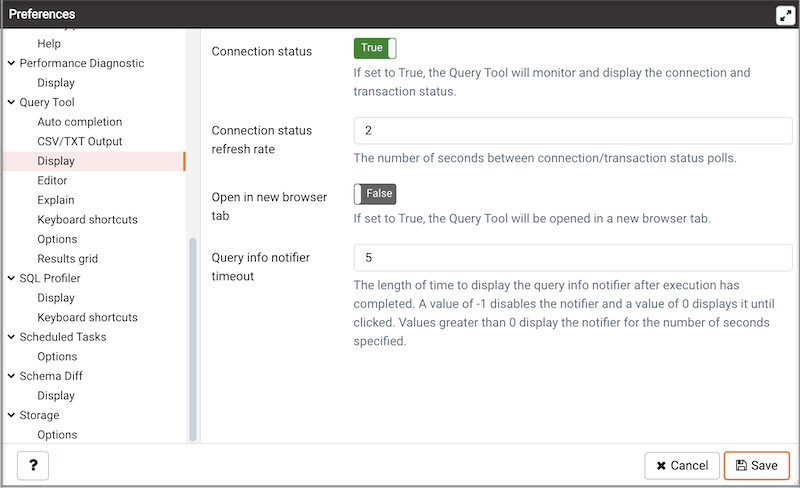 Preferences
Help
Performance Diagnostic
Display
Query Tool
Auto completion
CSV/TXT Output
Display
Editor
Explain
Keyboard shortcuts
Options
Results grid
SQL Profiler
Display
Keyboard shortcuts
Scheduled Tasks
Options
Schema Diff
Display
Storage
Options
Connection status
True
If set to True, the Query Tool will monitor and display the connection and
transaction status.
Connection status
refresh rate
2
The number of seconds between connection/transaction status polls.
Open in new browser
tab
False
If set to True, the Query Tool will be opened in a new browser tab.
Query info notifier
timeout
5
The length of time to display the query info notifier after execution has
completed. A value of -1 disables the notifier and a value of 0 displays it until
clicked. Values greater than 0 display the notifier for the number of seconds
specified.
?
Cancel
Save